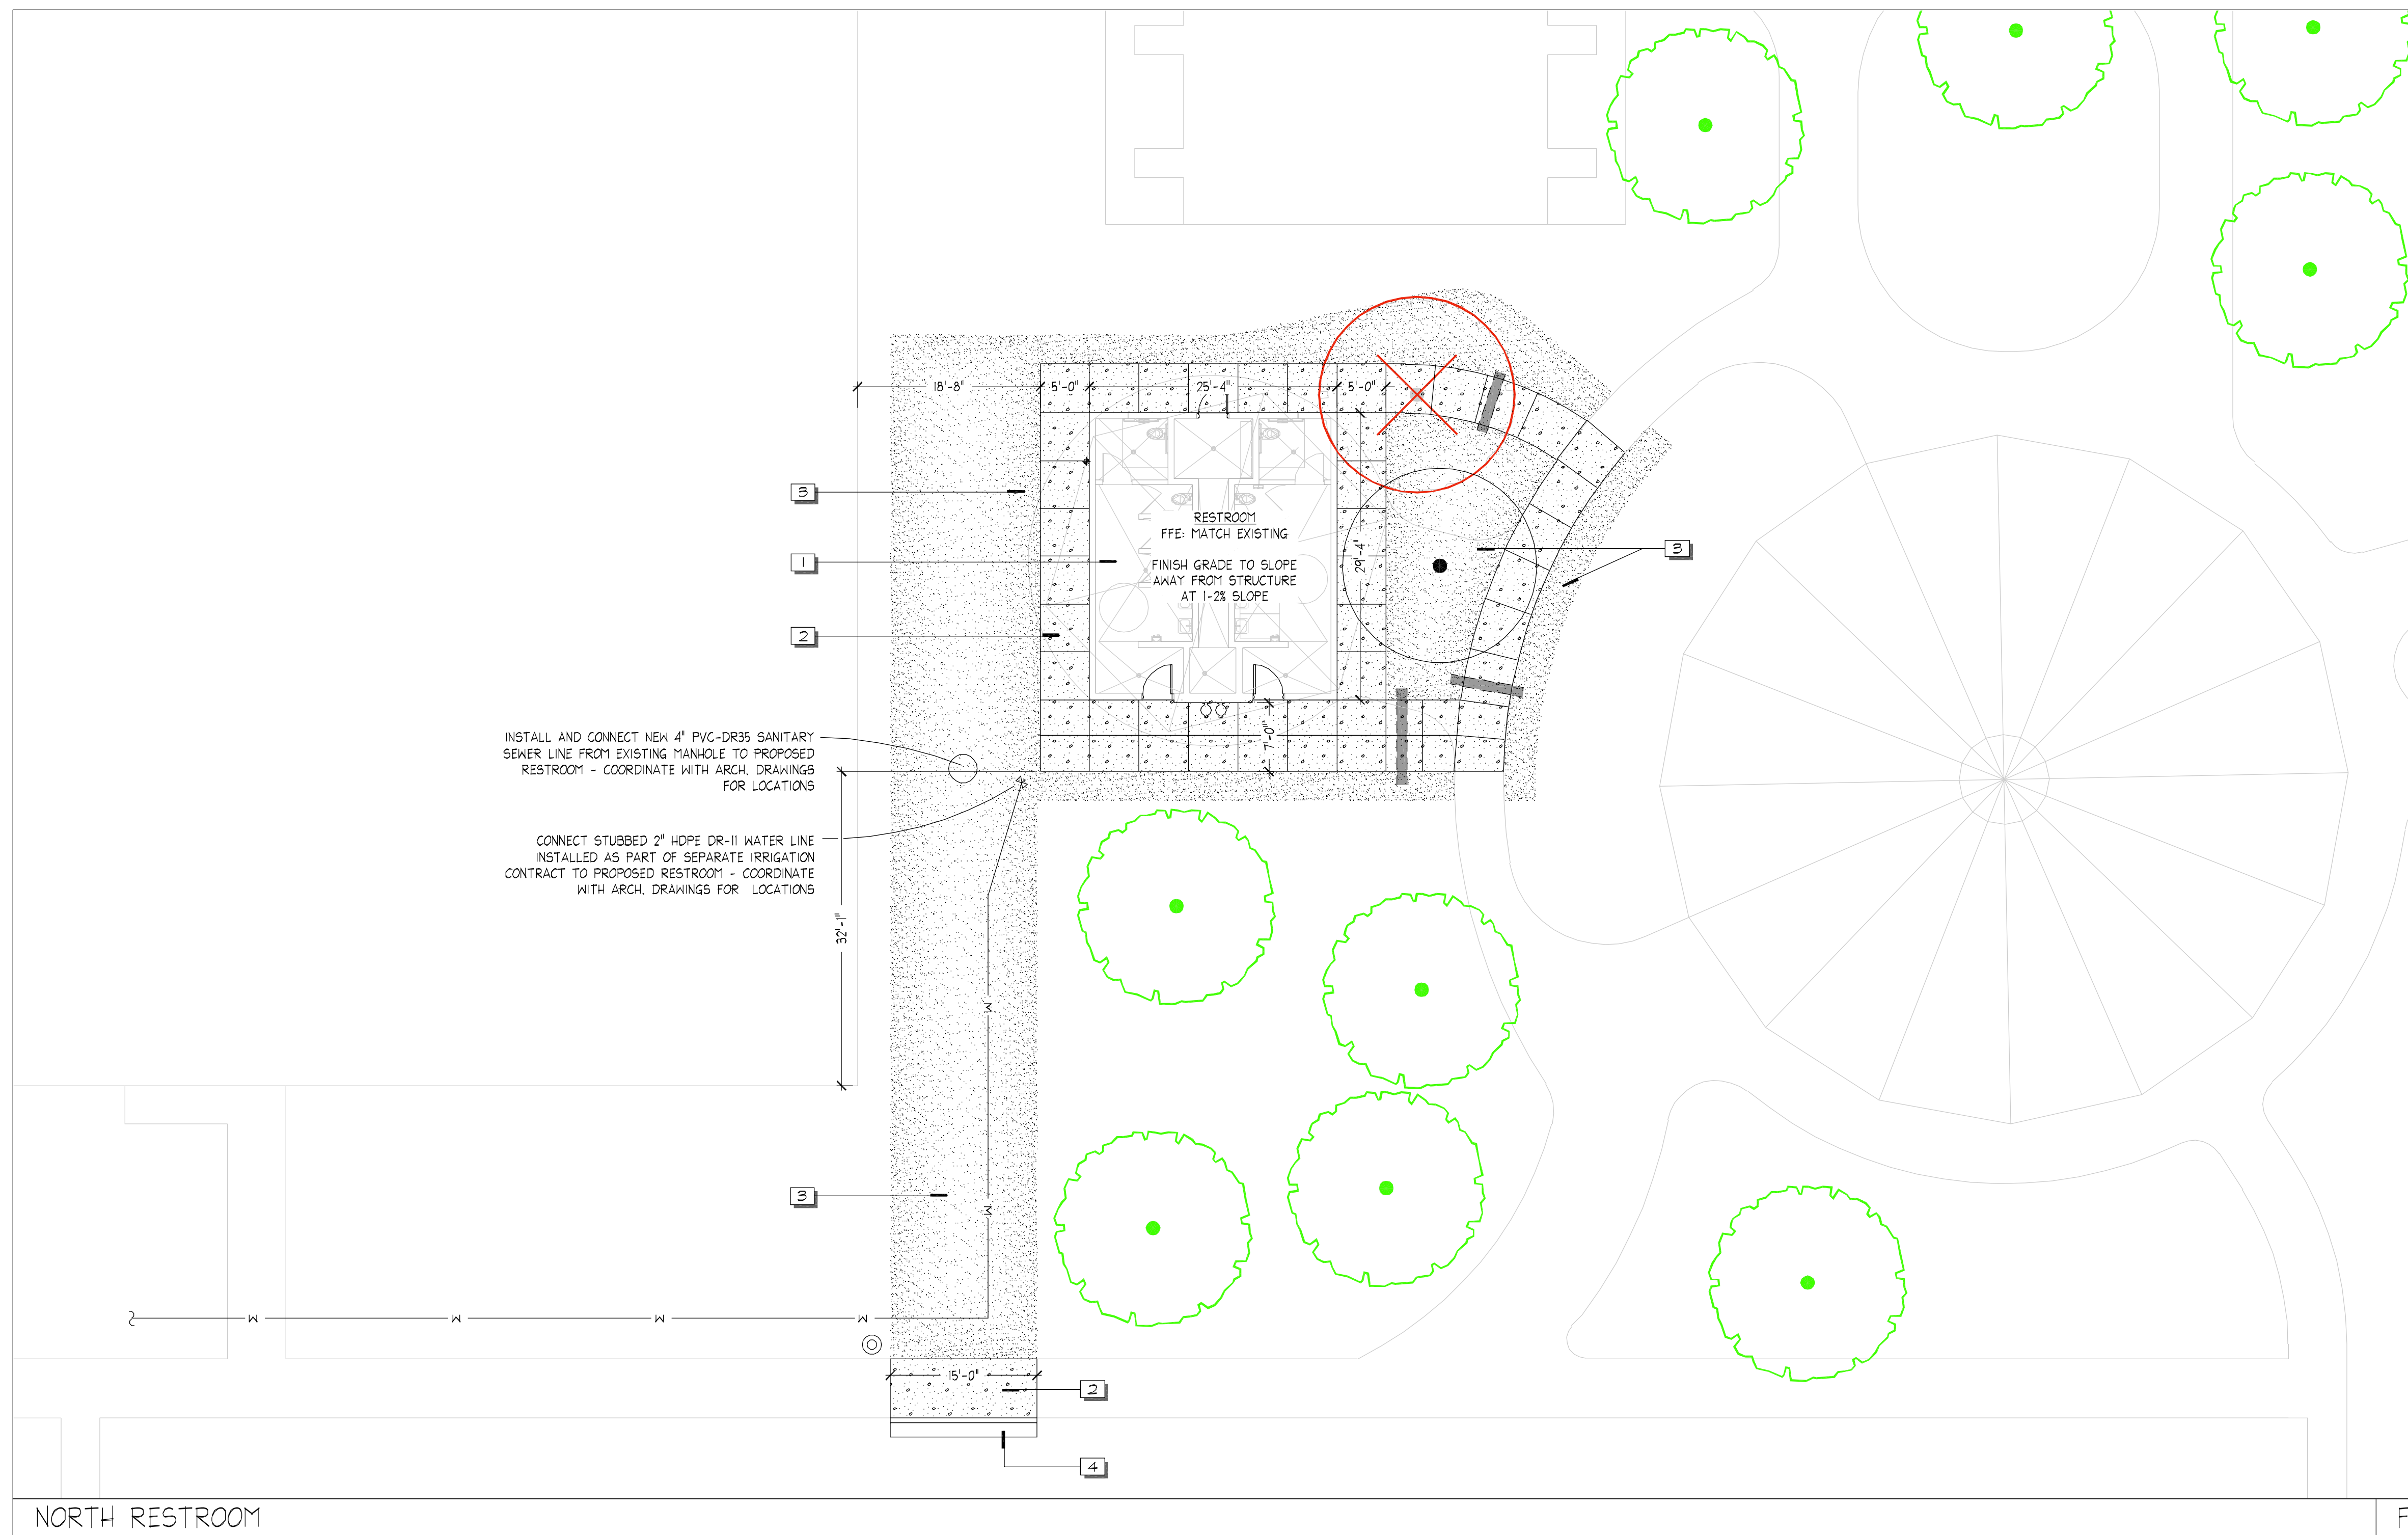 18'-8"
5'-0"
25'-4"
5'-0"
3
RESTROOM
FFE: MATCH EXISTING
FINISH GRADE TO SLOPE
AWAY FROM STRUCTURE
AT 1-2% SLOPE
29'-4"
3
1
2
7'-0"
INSTALL AND CONNECT NEW 4" PVC-DR35 SANITARY
SEWER LINE FROM EXISTING MANHOLE TO PROPOSED
RESTROOM - COORDINATE WITH ARCH. DRAWINGS
FOR LOCATIONS
CONNECT STUBBED 2" HDPE DR-11 WATER LINE
INSTALLED AS PART OF SEPARATE IRRIGATION
CONTRACT TO PROPOSED RESTROOM - COORDINATE
WITH ARCH. DRAWINGS FOR LOCATIONS
32'-1"
W
W
3
W W W W
15'-0"
2
4
NORTH RESTROOM